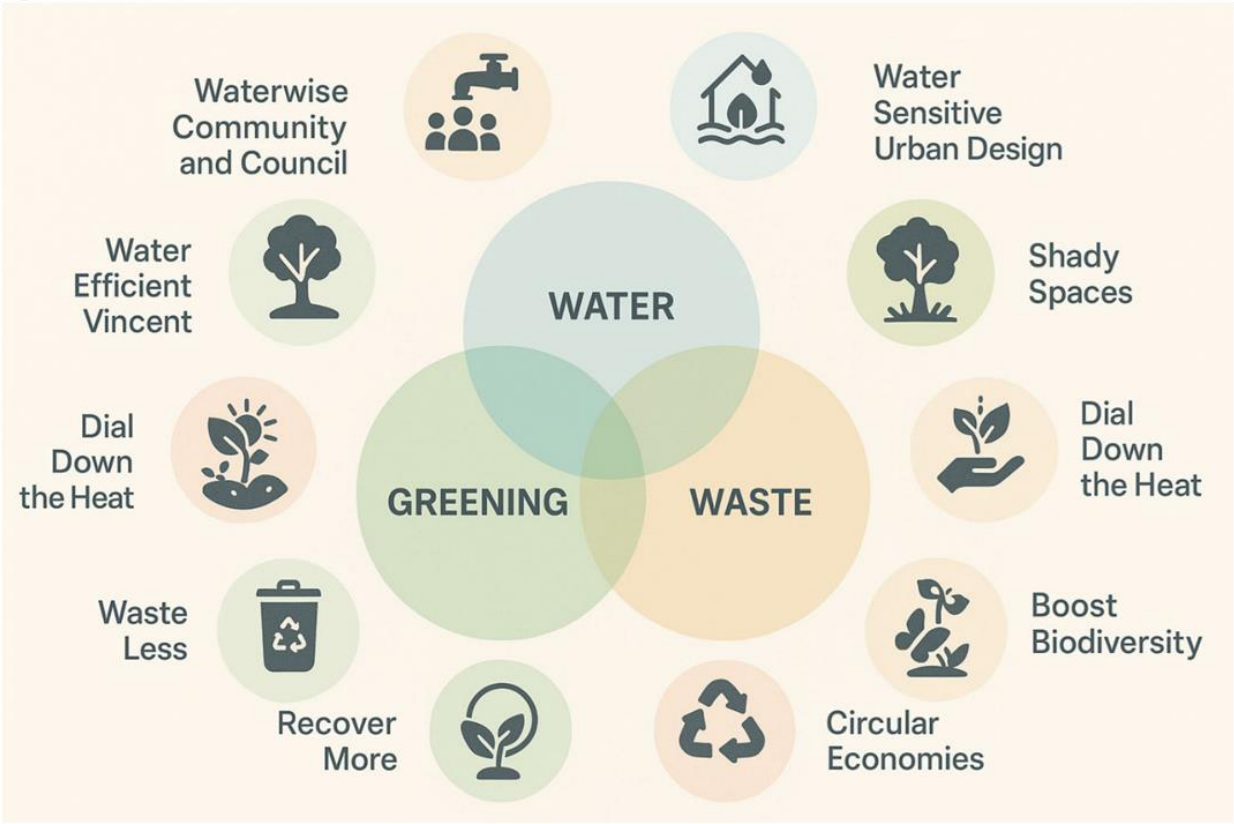 Waterwise
Community
and Council
Water
Sensitive
Urban Design
Water
Efficient
Vincent
Shady
Spaces
WATER
Dial
Down
the Heat
Dial
Down
the Heat
GREENING
WASTE
Waste
Less
Boost
Biodiversity
Recover
More
Circular
Economies